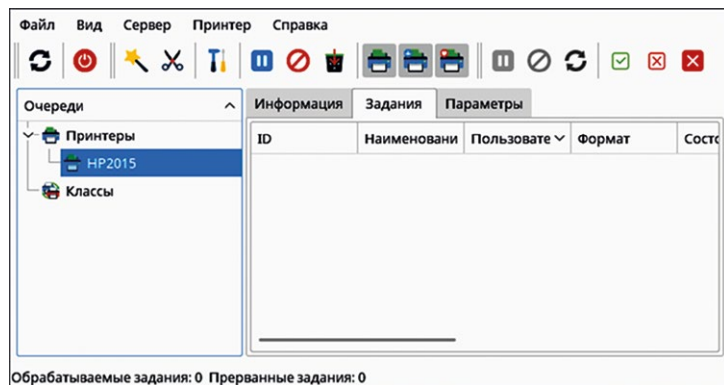 Файл Вид Сервер Принтер Справка
Очереди
Принтеры
HP2015
Классы
Информация Задания Параметры
ID Наименовани Пользовате Формат Состо
Обрабатываемые задания: 0 Прерванные задания: 0